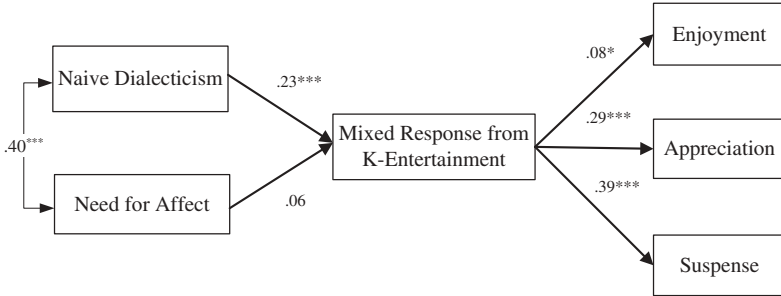 Naive Dialecticism
Need for Affect
.40***
.23***
.06
Mixed Response from
K-Entertainment
.08*
.29***
.39***
Enjoyment
Appreciation
Suspense